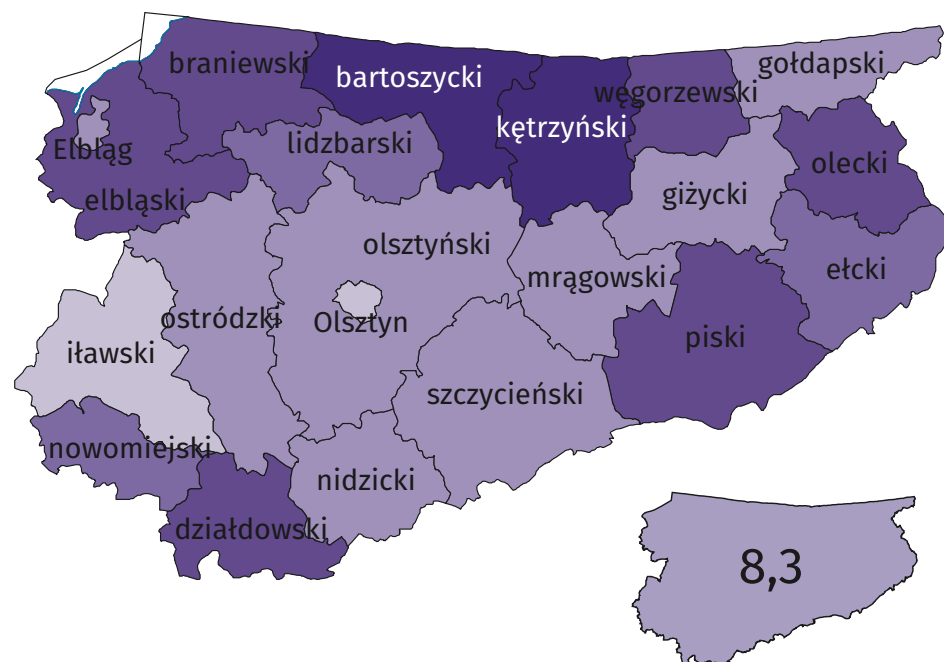 gołdapski
braniewski
bartoszycki
węgorzewski
kętrzyński
lidzbarski
Elbląg
olecki
giżycki
elbląski
olsztyński
ełcki
mrągowski
ostródzki
Olsztyn
piski
iławski
szczycieński
nowomiejski
nidzicki
działdowski
8,3